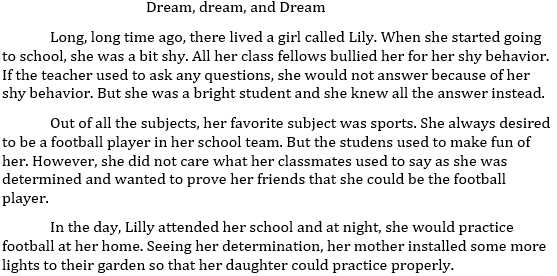 Dream, dream, and Dream
Long, long time ago, there lived a girl called Lily. When she started going
to school, she was a bit shy. All her class fellows bullied her for her shy behavior.
If the teacher used to ask any questions, she would not answer because of her
shy behavior. But she was a bright student and she knew all the answer instead.
Out of all the subjects, her favorite subject was sports. She always desired
to be a football player in her school team. But the studens used to make fun of
her. However, she did not care what her classmates used to say as she was
determined and wanted to prove her friends that she could be the football
player.
In the day, Lilly attended her school and at night, she would practice
football at her home. Seeing her determination, her mother installed some more
lights to their garden so that her daughter could practice properly.